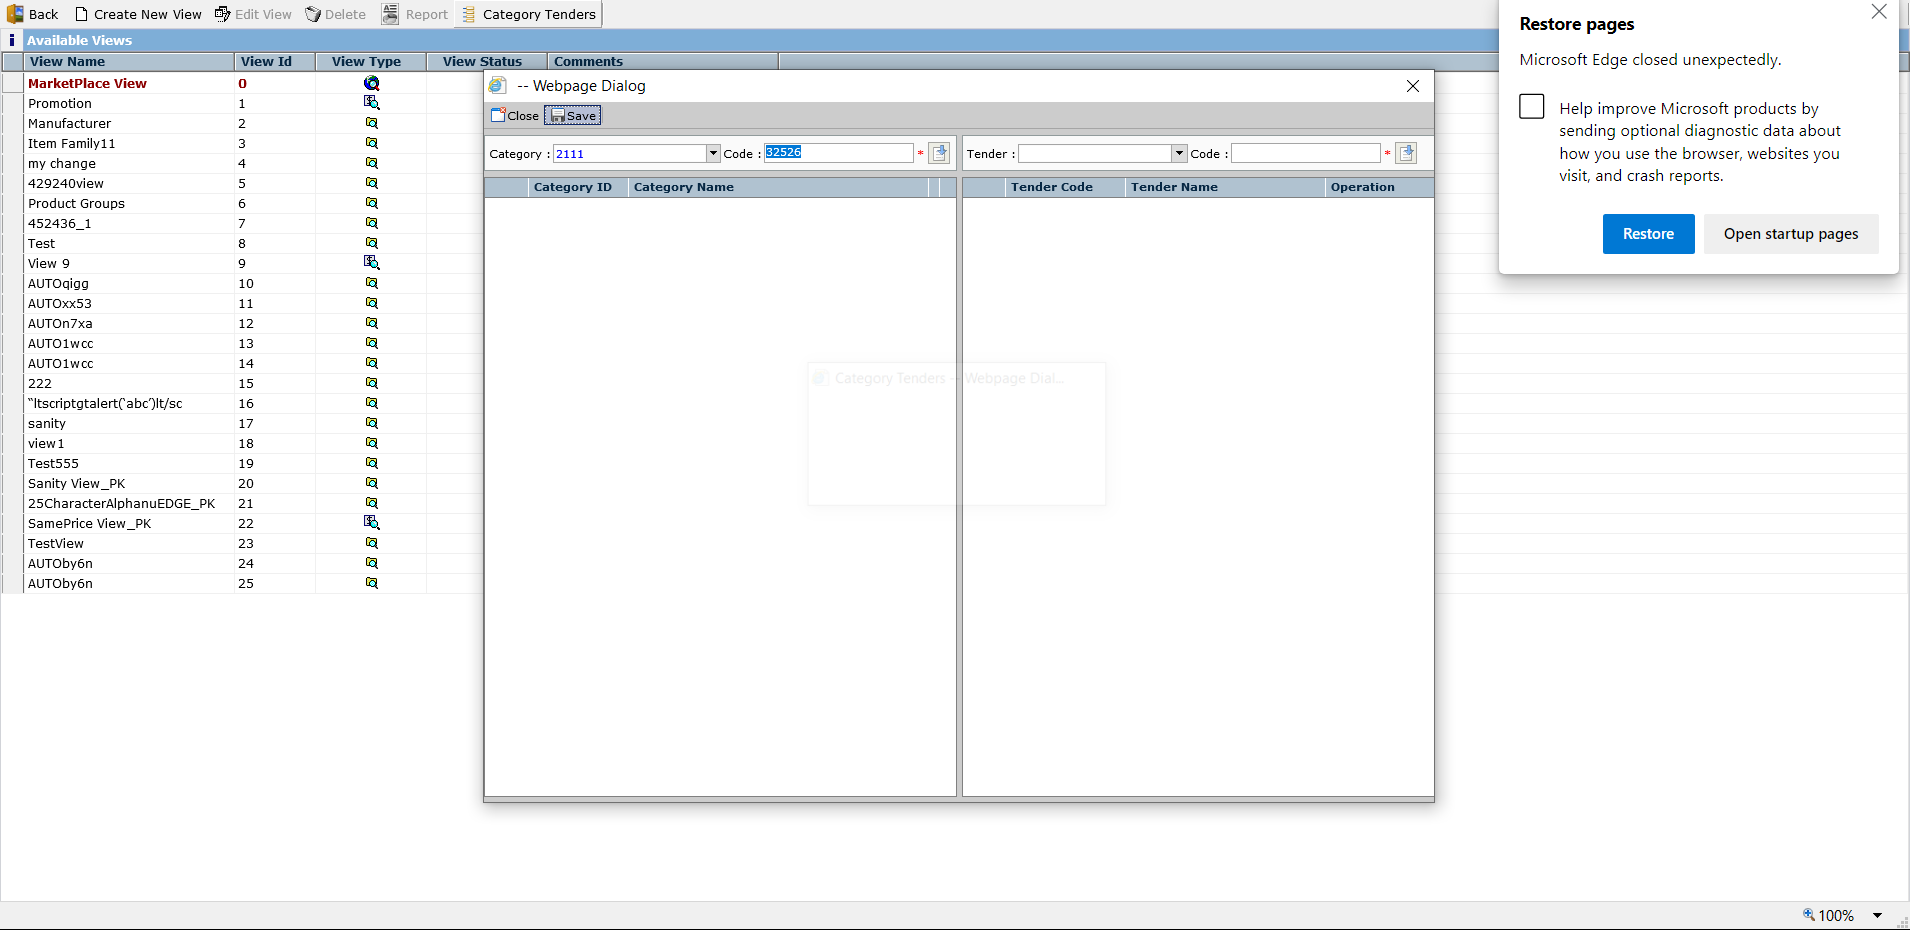 Back Create New View Edit View Delete Report Category Tenders
i Available Views
View Name View Id View Type View Status Comments
MarketPlace View 0
Promotion 1
Manufacturer 2
Item Family11 3
my change 4
429240view 5
Product Groups 6
452436_1 7
Test 8
View 9 9
AUTOqigg 10
AUTOxx53 11
AUTOn7xa 12
AUTO1wcc 13
AUTO1wcc 14
222 15
“ltscriptgtalert(‘abc’)lt/sc 16
sanity 17
view1 18
Test555 19
Sanity View_PK 20
25CharacterAlphanuEDGE_PK 21
SamePrice View_PK 22
TestView 23
AUTOby6n 24
AUTOby6n 25
-- Webpage Dialog
Close Save
Category : 2111 Code : 32526 * Tender : Code : *
Category ID Category Name Tender Code Tender Name Operation
Category Tenders -- Webpage Dial...
Restore pages
Microsoft Edge closed unexpectedly.
Help improve Microsoft products by
sending optional diagnostic data about
how you use the browser, websites you
visit, and crash reports.
Restore Open startup pages
100%